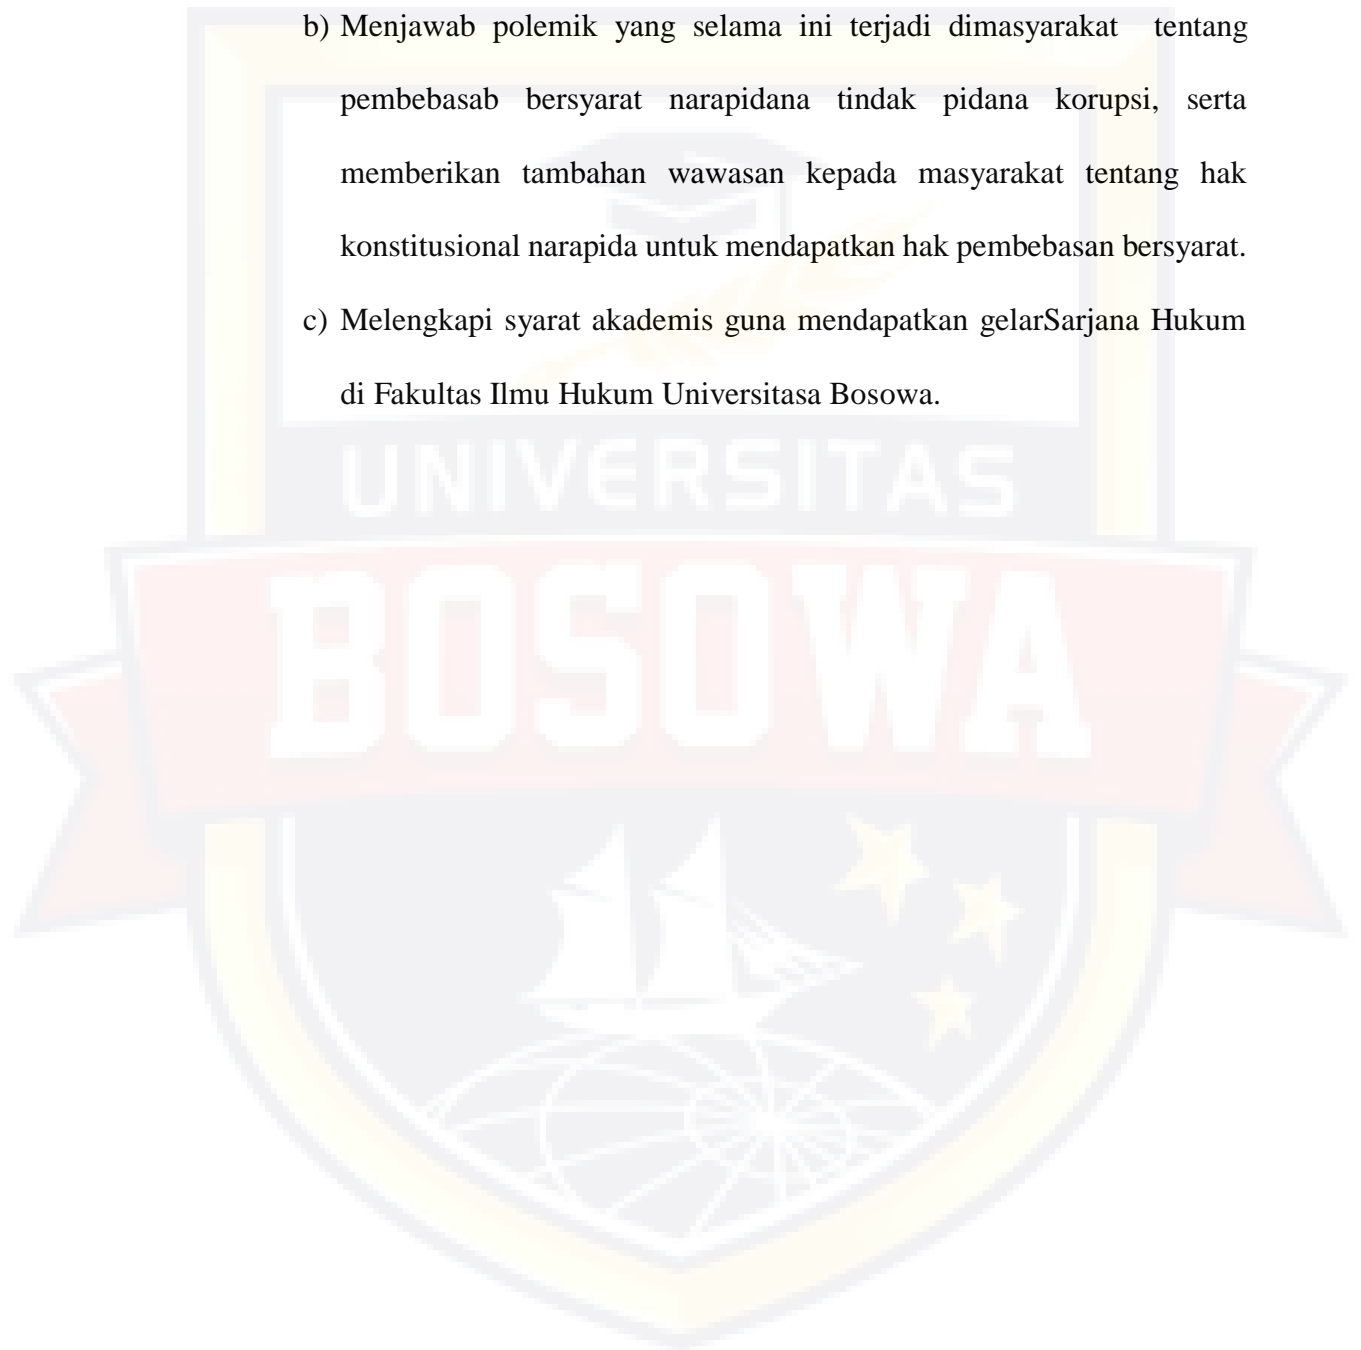 b) Menjawab polemik yang selama ini terjadi dimasyarakat tentang
pembebasab bersyarat narapidana tindak pidana korupsi, serta
memberikan tambahan wawasan kepada masyarakat tentang hak
konstitusional narapida untuk mendapatkan hak pembebasan bersyarat.
c) Melengkapi syarat akademis guna mendapatkan gelarSarjana Hukum
di Fakultas Ilmu Hukum Universitasa Bosowa.
UNIVERSITAS
BOSOWA